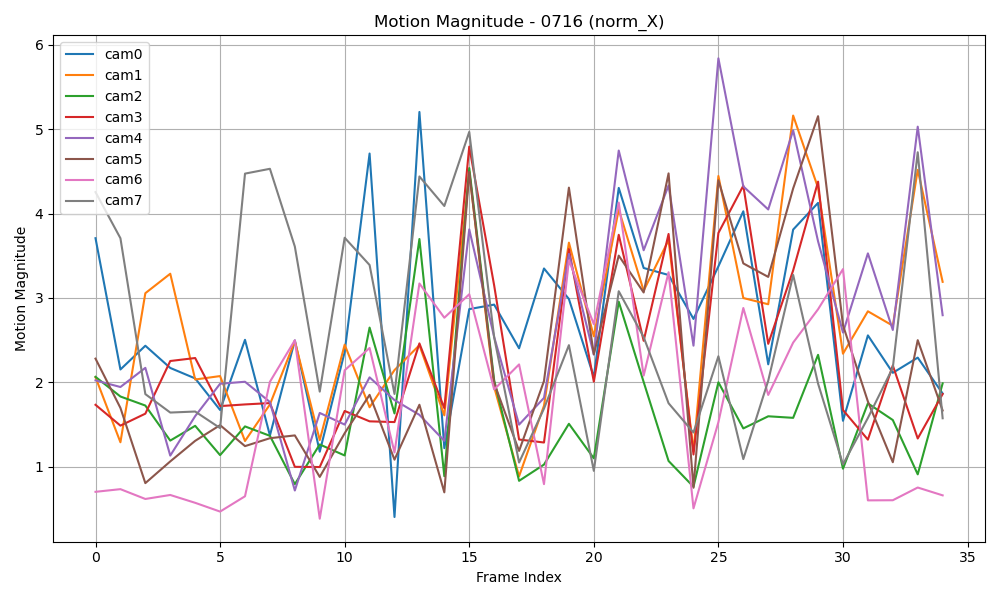 Motion Magnitude - 0716 (norm_X)
Motion Magnitude
6
5
4
3
2
1
cam0
cam1
cam2
cam3
cam4
cam5
cam6
cam7
0 5 10 15 20 25 30 35
Frame Index